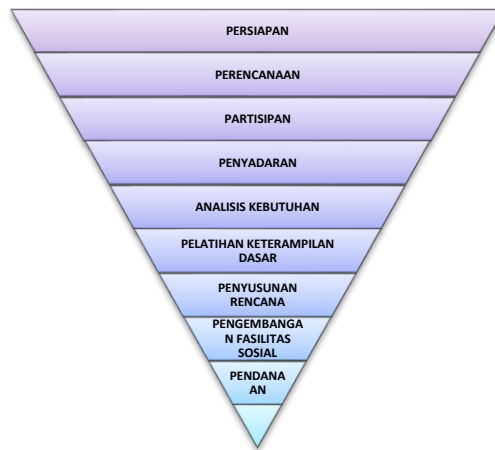 PERSIAPAN
PERENCANAAN
PARTISIPAN
PENYADARAN
ANALISIS KEBUTUHAN
PELATIHAN KETERAMPILAN
DASAR
PENYUSUNAN
RENCANA
PENGEMBANGA
N FASILITAS
SOSIAL
PENDANA
AN